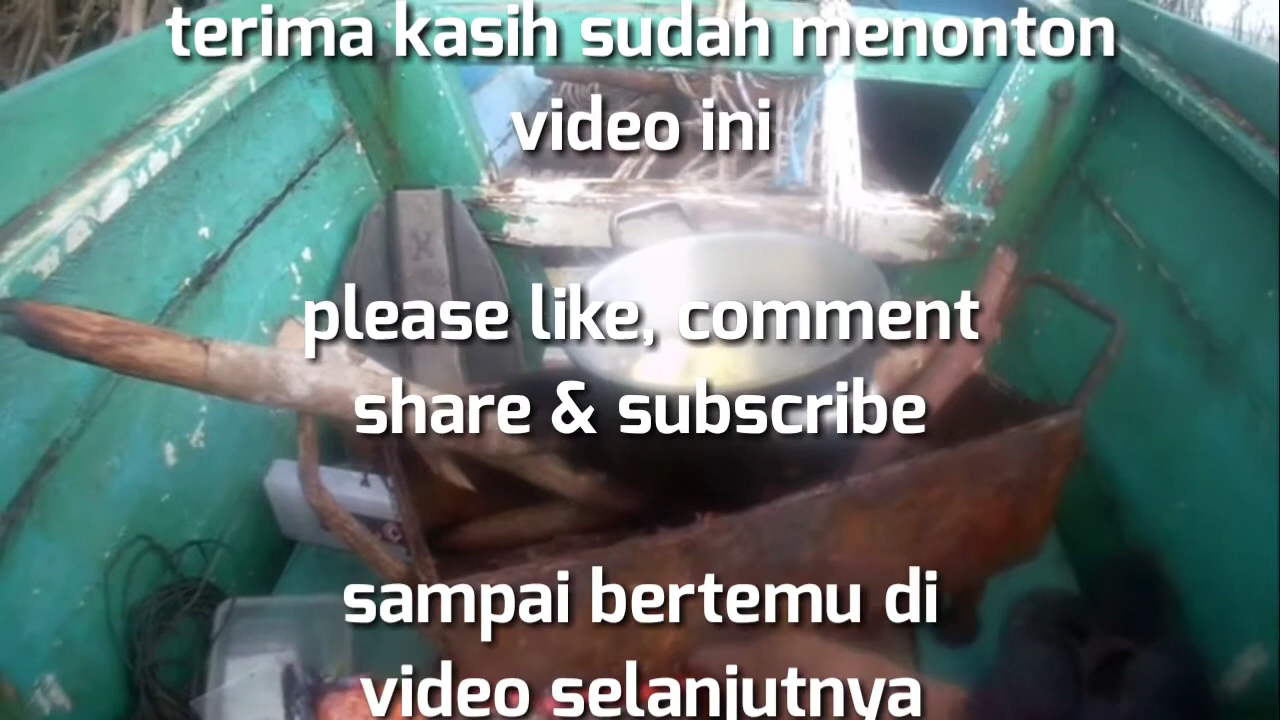 terima kasih sudah menonton
video ini
please like, comment
share & subscribe
sampai bertemu di
video selanjutnya
X